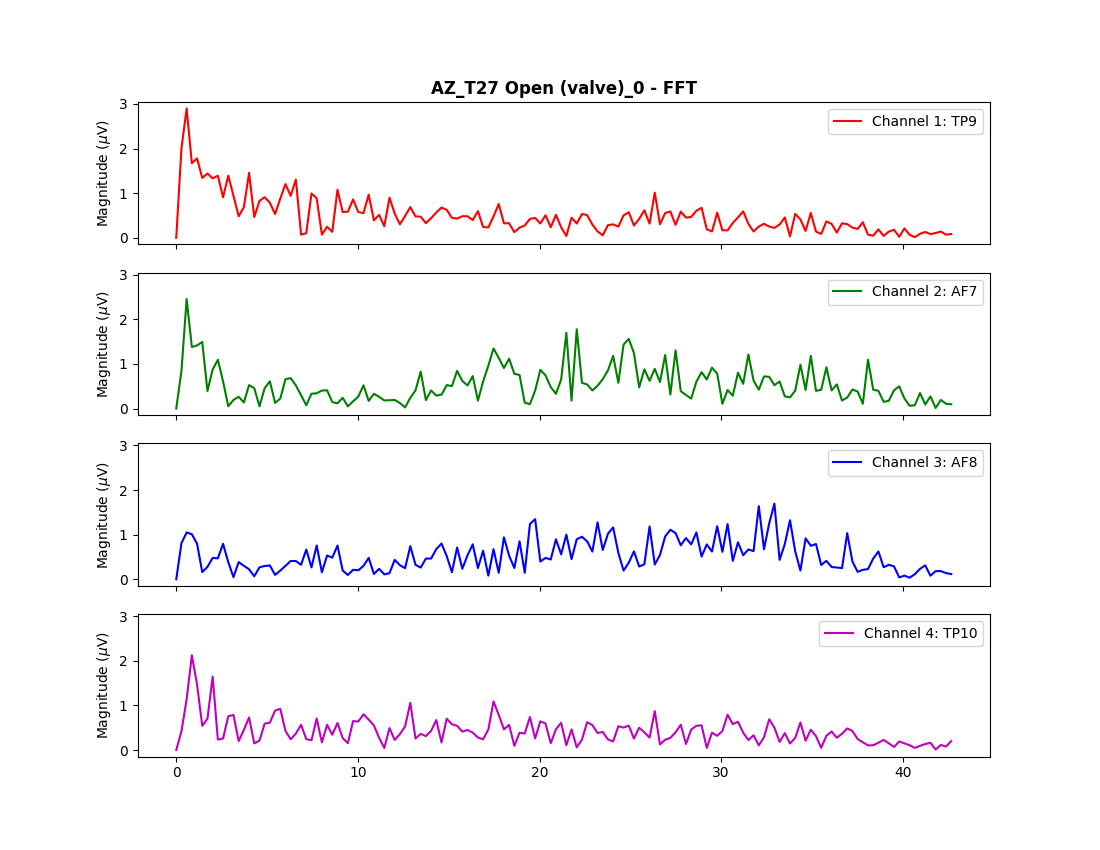 AZ_T27 Open (valve)_0 - FFT
3
2
1
0
Magnitude (μV)
Channel 1: TP9
3
2
1
0
Magnitude (μV)
Channel 2: AF7
3
2
1
0
Magnitude (μV)
Channel 3: AF8
3
2
1
0
Magnitude (μV)
Channel 4: TP10
0 10 20 30 40